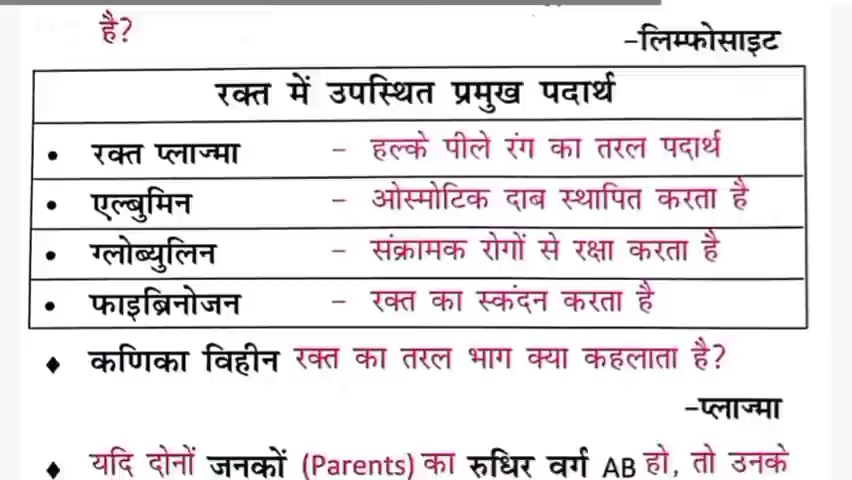 है?
-लिम्फोसाइट
रक्त में उपस्थित प्रमुख पदार्थ
• रक्त प्लाज्मा – हल्के पीले रंग का तरल पदार्थ
• एल्बुमिन – ओस्मोटिक दाब स्थापित करता है
• ग्लोब्युलिन – संक्रामक रोगों से रक्षा करता है
• फाइब्रिनोजन – रक्त का स्कंदन करता है
♦ कणिका विहीन रक्त का तरल भाग क्या कहलाता है?
-प्लाज्मा
♦ यदि दोनों जनकों (Parents) का रुधिर वर्ग AB हो, तो उनके